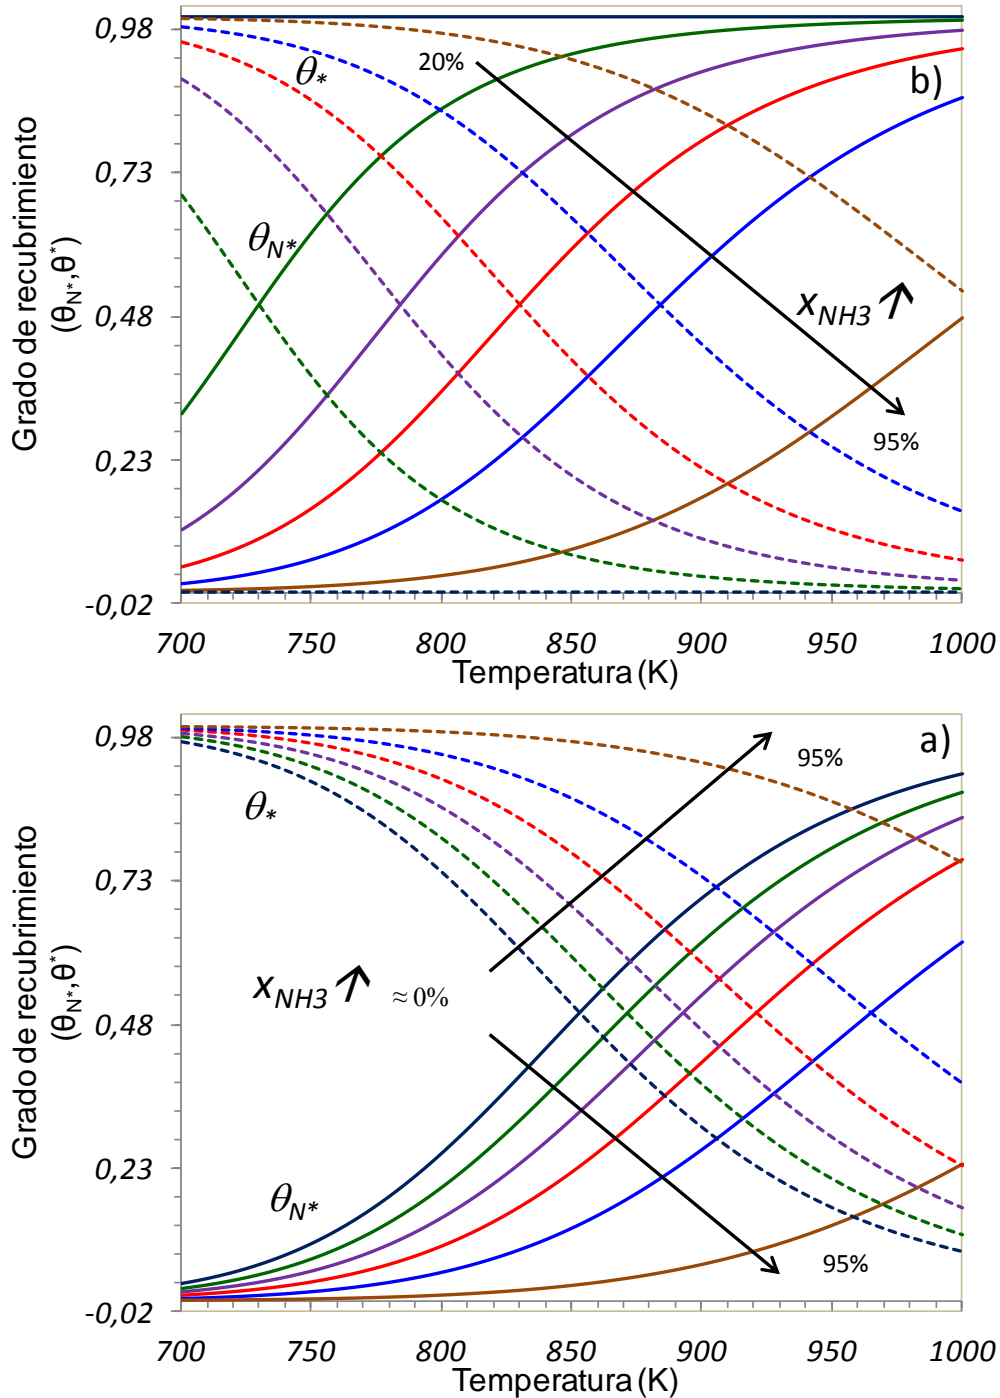 0,98
0,73
0,48
0,23
-0,02
Grado de recubrimiento
(θN*,θ*)
20%
b)
θ*
θN*
xNH3 ↗
95%
700 750 800 850 900 950 1000
Temperatura (K)
0,98
0,73
0,48
0,23
-0,02
Grado de recubrimiento
(θN*,θ*)
a)
95%
θ*
xNH3 ↗ ≈ 0%
θN*
95%
700 750 800 850 900 950 1000
Temperatura (K)